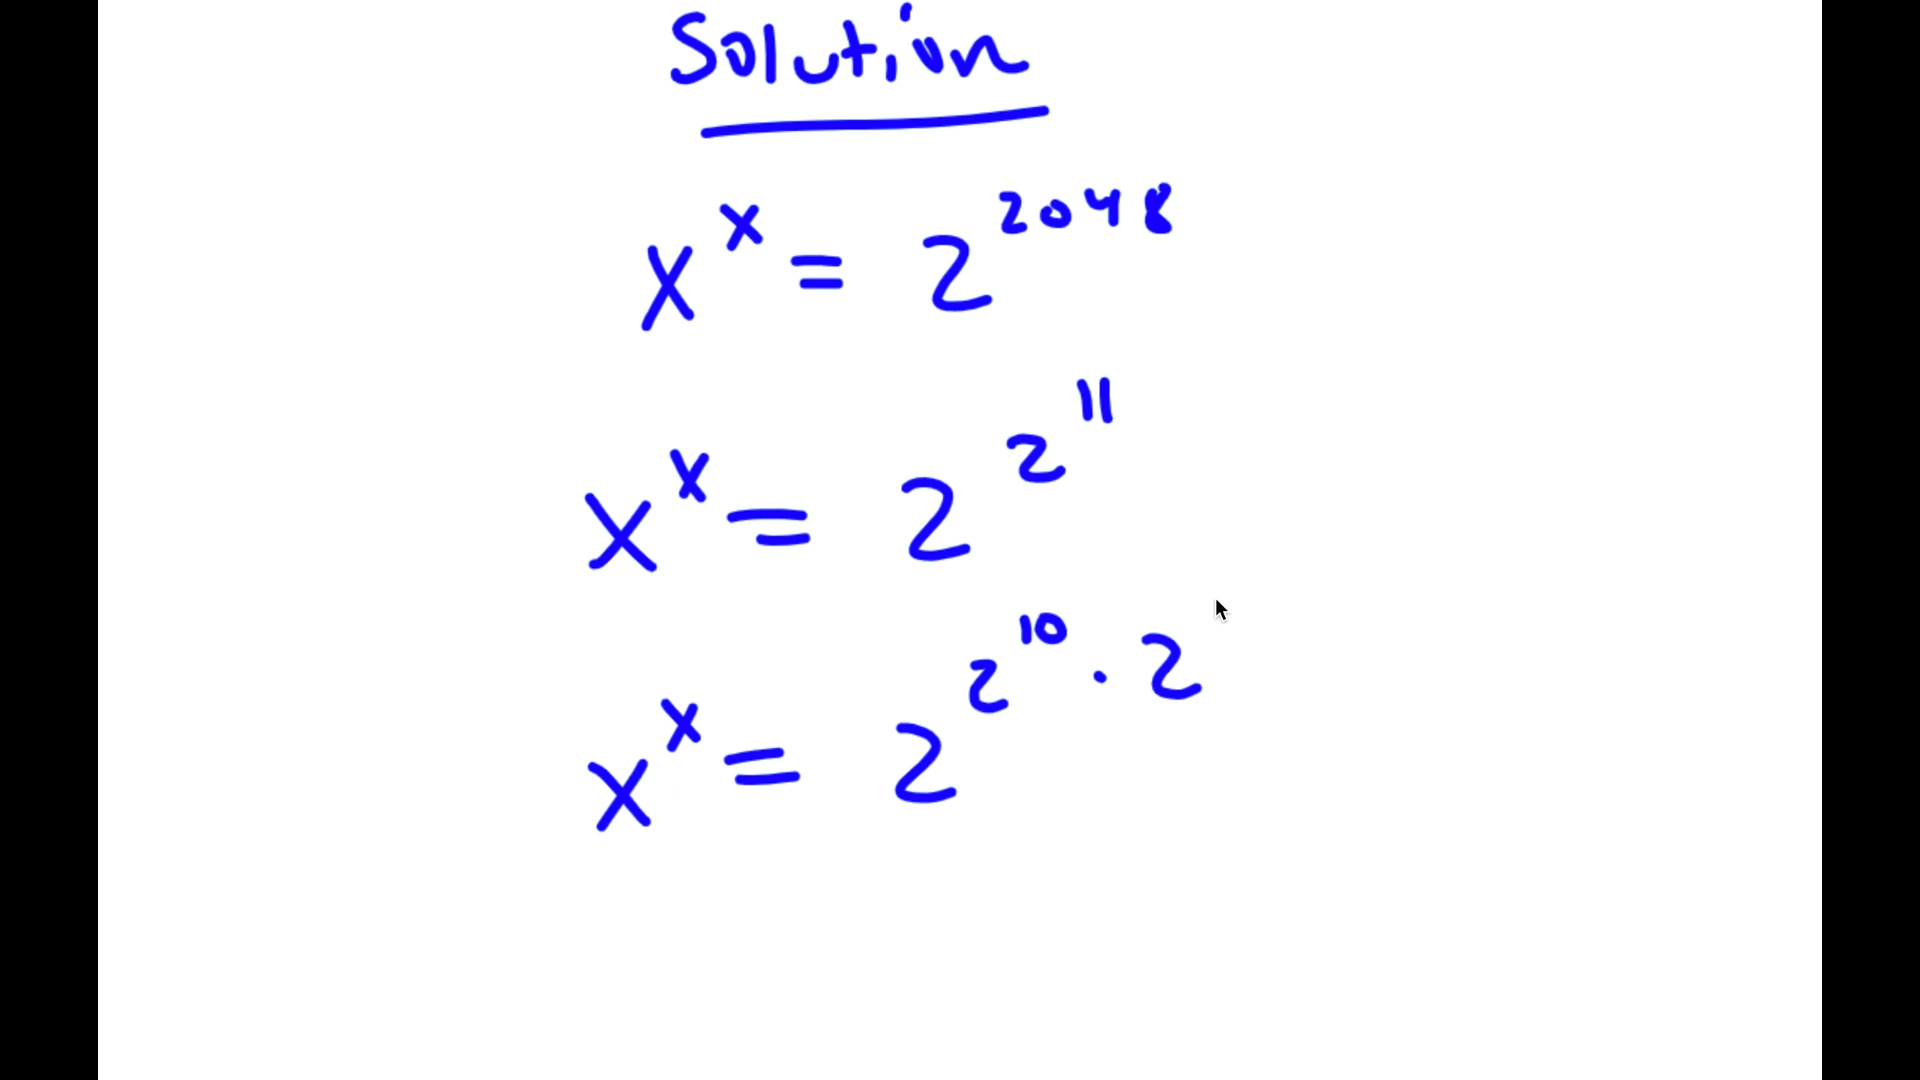 Solution
x^x = 2^2048
x^x = 2^2^11
x^x = 2^2^10 · 2